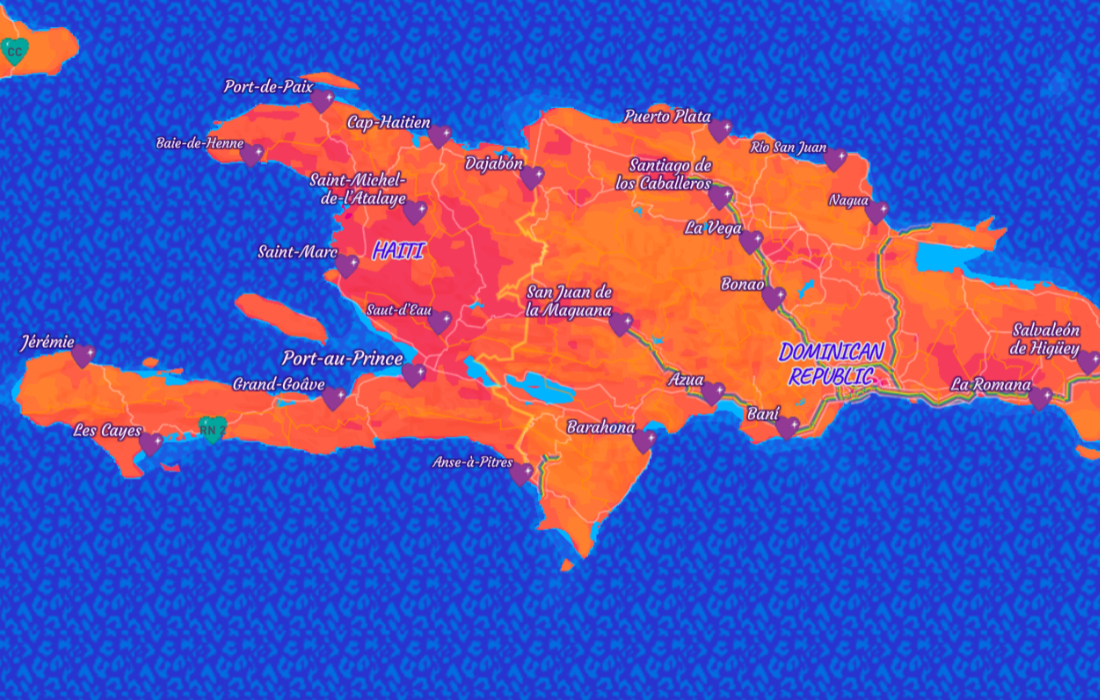 CC
Port-de-Paix
Cap-Haitien
Puerto Plata
Baie-de-Henne
Dajabón
Río San Juan
Santiago de
los Caballeros
Saint-Michel-
de-l'Atalaye
Nagua
La Vega
Saint-Marc
HAITI
Bonao
San Juan de
la Maguana
Saut-d'Eau
Salvaleón
de Higüey
Jérémie
Port-au-Prince
DOMINICAN
REPUBLIC
Grand-Goâve
Azua
La Romana
Les Cayes
RN 2
Barahona
Baní
Anse-à-Pitres